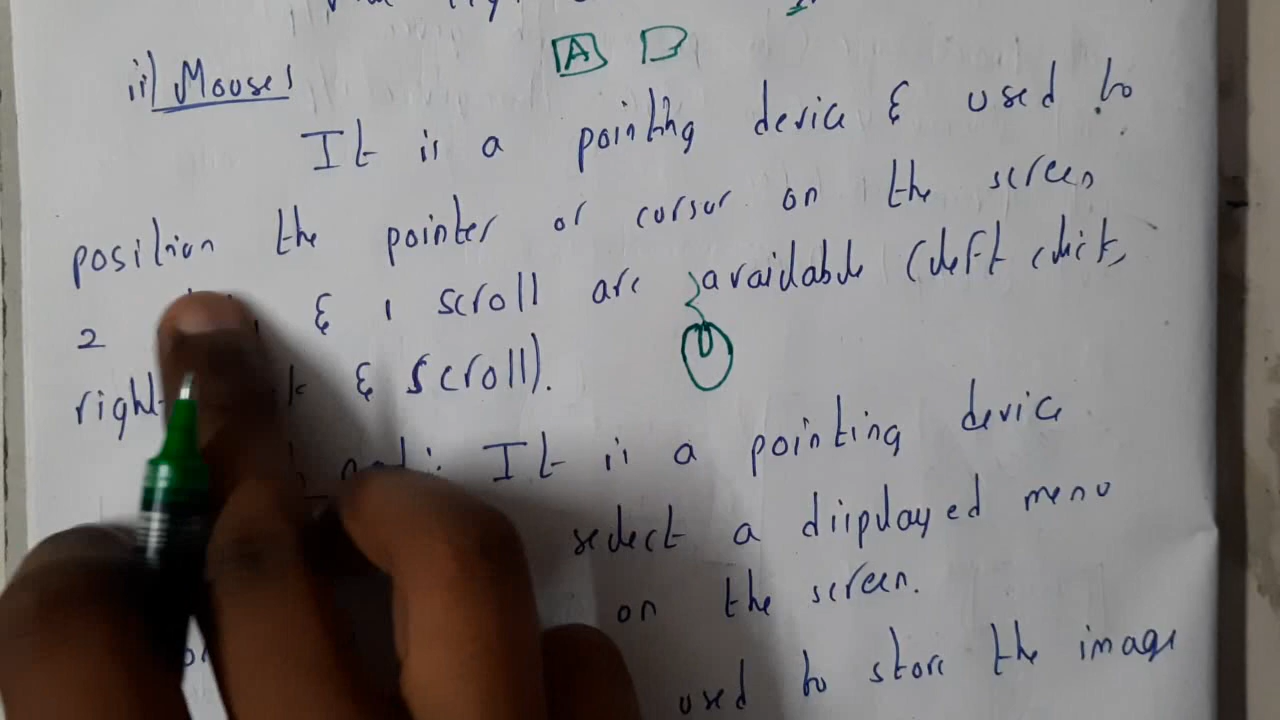 A
ii) Mouse:
It is a pointing device & used to
position the pointer or cursor on the screen
2 & 1 scroll are available (left click,
right & scroll).
It is a pointing device
select a displayed menu
on the screen.
used to store the image